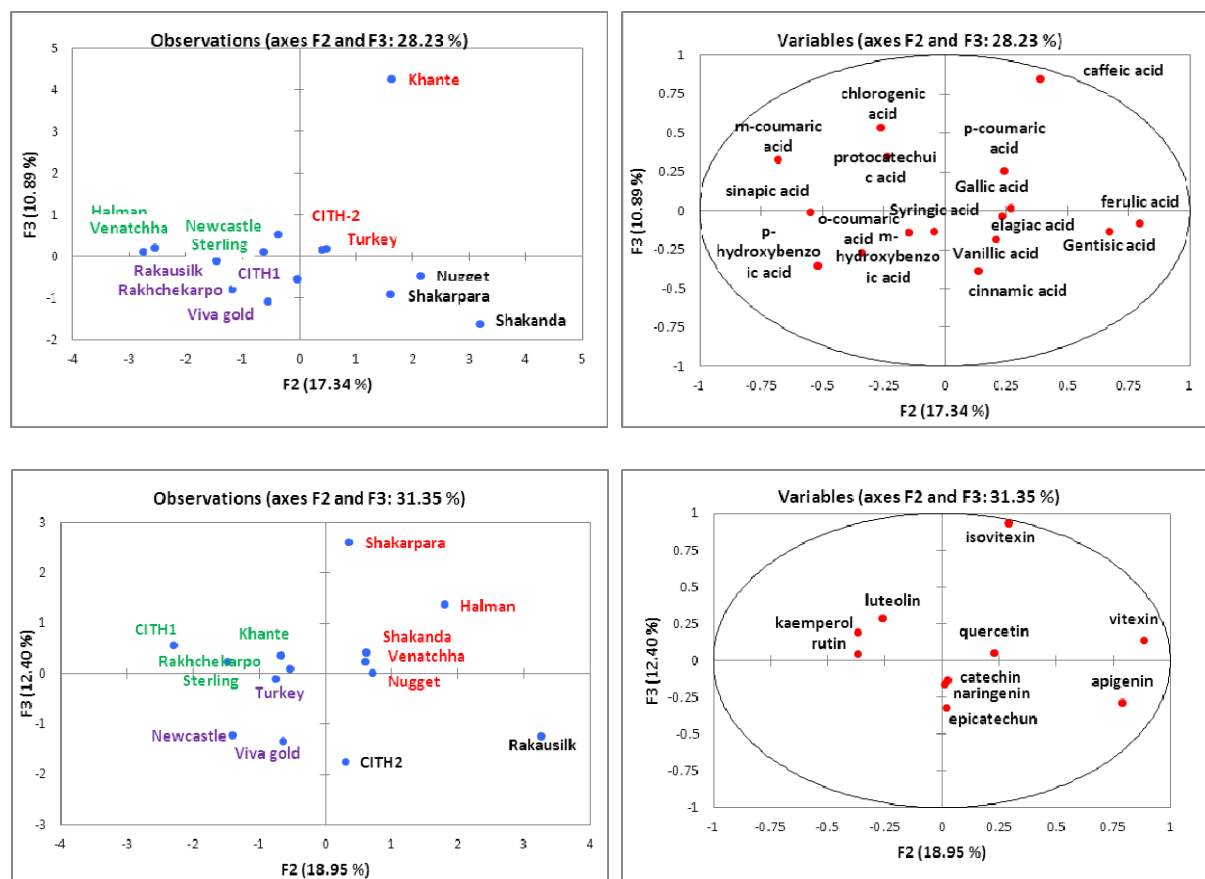 Observations (axes F2 and F3: 28.23 %)
5
4
3
2
1
0
-1
-2
F3 (10.89 %)
Khante
Halman
Venatchha
Newcastle
Sterling
CITH-2
Turkey
Rakausilk
CITH1
Rakhchekarpo
Viva gold
Nugget
Shakarpara
Shakanda
-4 -3 -2 -1 0 1 2 3 4 5
F2 (17.34 %)
Variables (axes F2 and F3: 28.23 %)
1
0.75
0.5
0.25
0
-0.25
-0.5
-0.75
-1
F3 (10.89 %)
caffeic acid
chlorogenic
acid
m-coumaric
acid
p-coumaric
acid
protocatechui
c acid
sinapic acid
Gallic acid
ferulic acid
Syringic acid
o-coumaric
acid
elagiac acid
Gentisic acid
p-
hydroxybenzo
ic acid
m-
hydroxybenzo
ic acid
Vanillic acid
cinnamic acid
-1 -0.75 -0.5 -0.25 0 0.25 0.5 0.75 1
F2 (17.34 %)
Observations (axes F2 and F3: 31.35 %)
3
2
1
0
-1
-2
-3
F3 (12.40 %)
Shakarpara
Halman
CITH1
Khante
Shakanda
Rakhchekarpo
Venatchha
Sterling
Nugget
Turkey
Newcastle
Viva gold
CITH2
Rakausilk
-4 -3 -2 -1 0 1 2 3 4
F2 (18.95 %)
Variables (axes F2 and F3: 31.35 %)
1
0.75
0.5
0.25
0
-0.25
-0.5
-0.75
-1
F3 (12.40 %)
isovitexin
luteolin
kaemperol
rutin
quercetin
vitexin
catechin
naringenin
apigenin
epicatechun
-1 -0.75 -0.5 -0.25 0 0.25 0.5 0.75 1
F2 (18.95 %)